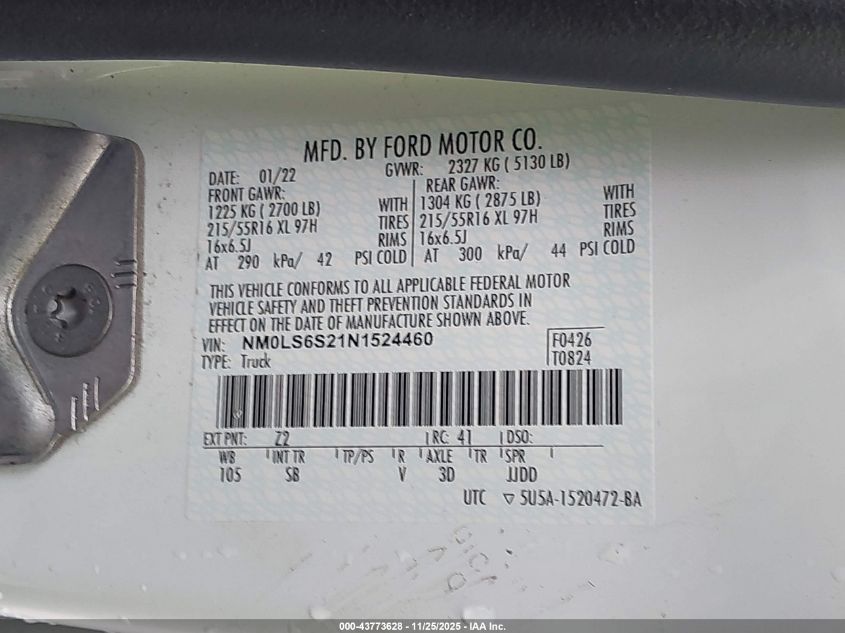 MFD. BY FORD MOTOR CO.
DATE: 01/22 GVWR: 2327 KG ( 5130 LB)
FRONT GAWR: REAR GAWR:
1225 KG ( 2700 LB) WITH 1304 KG ( 2875 LB) WITH
215/55R16 XL 97H TIRES 215/55R16 XL 97H TIRES
16x6.5J RIMS 16x6.5J RIMS
AT 290 kPa/ 42 PSI COLD AT 300 kPa/ 44 PSI COLD
THIS VEHICLE CONFORMS TO ALL APPLICABLE FEDERAL MOTOR
VEHICLE SAFETY AND THEFT PREVENTION STANDARDS IN
EFFECT ON THE DATE OF MANUFACTURE SHOWN ABOVE.
VIN: NM0LS6S21N1524460 F0426
TYPE: Truck T0824
EXT PNT: Z2 RC: 41 DSO:
WB INT TR TP/PS R AXLE TR SPR
105 SB V 3D JJDD
UTC ▽ 5U5A-1520472-BA
000-43773628 - 11/25/2025 - IAA Inc.